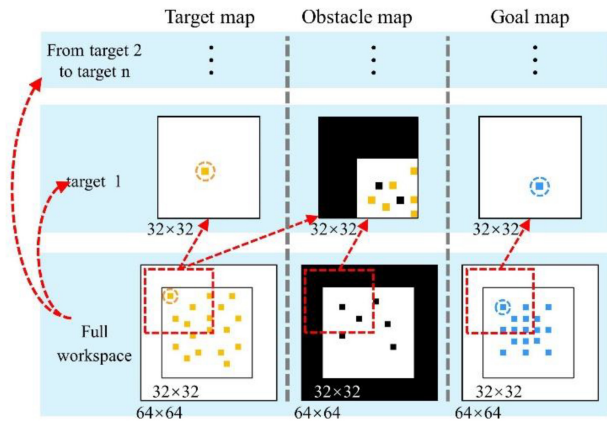 Target map
Obstacle map
Goal map
From target 2
to target n
target 1
32×32
32×32
32×32
Full
workspace
32×32
64×64
32×32
64×64
32×32
64×64